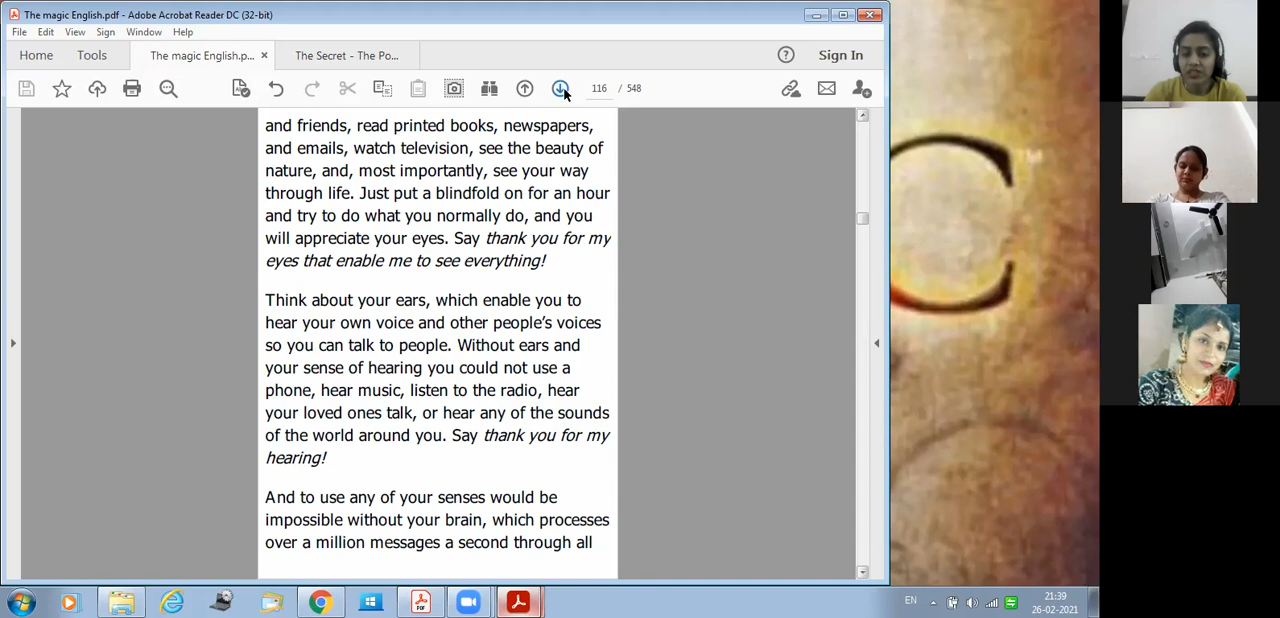 The magic English.pdf - Adobe Acrobat Reader DC (32-bit)
File Edit View Sign Window Help
Home Tools The magic English.p... × The Secret - The Po... Sign In
116 / 548
and friends, read printed books, newspapers,
and emails, watch television, see the beauty of
nature, and, most importantly, see your way
through life. Just put a blindfold on for an hour
and try to do what you normally do, and you
will appreciate your eyes. Say thank you for my
eyes that enable me to see everything!
Think about your ears, which enable you to
hear your own voice and other people's voices
so you can talk to people. Without ears and
your sense of hearing you could not use a
phone, hear music, listen to the radio, hear
your loved ones talk, or hear any of the sounds
of the world around you. Say thank you for my
hearing!
And to use any of your senses would be
impossible without your brain, which processes
over a million messages a second through all
EN 21:39
26-02-2021